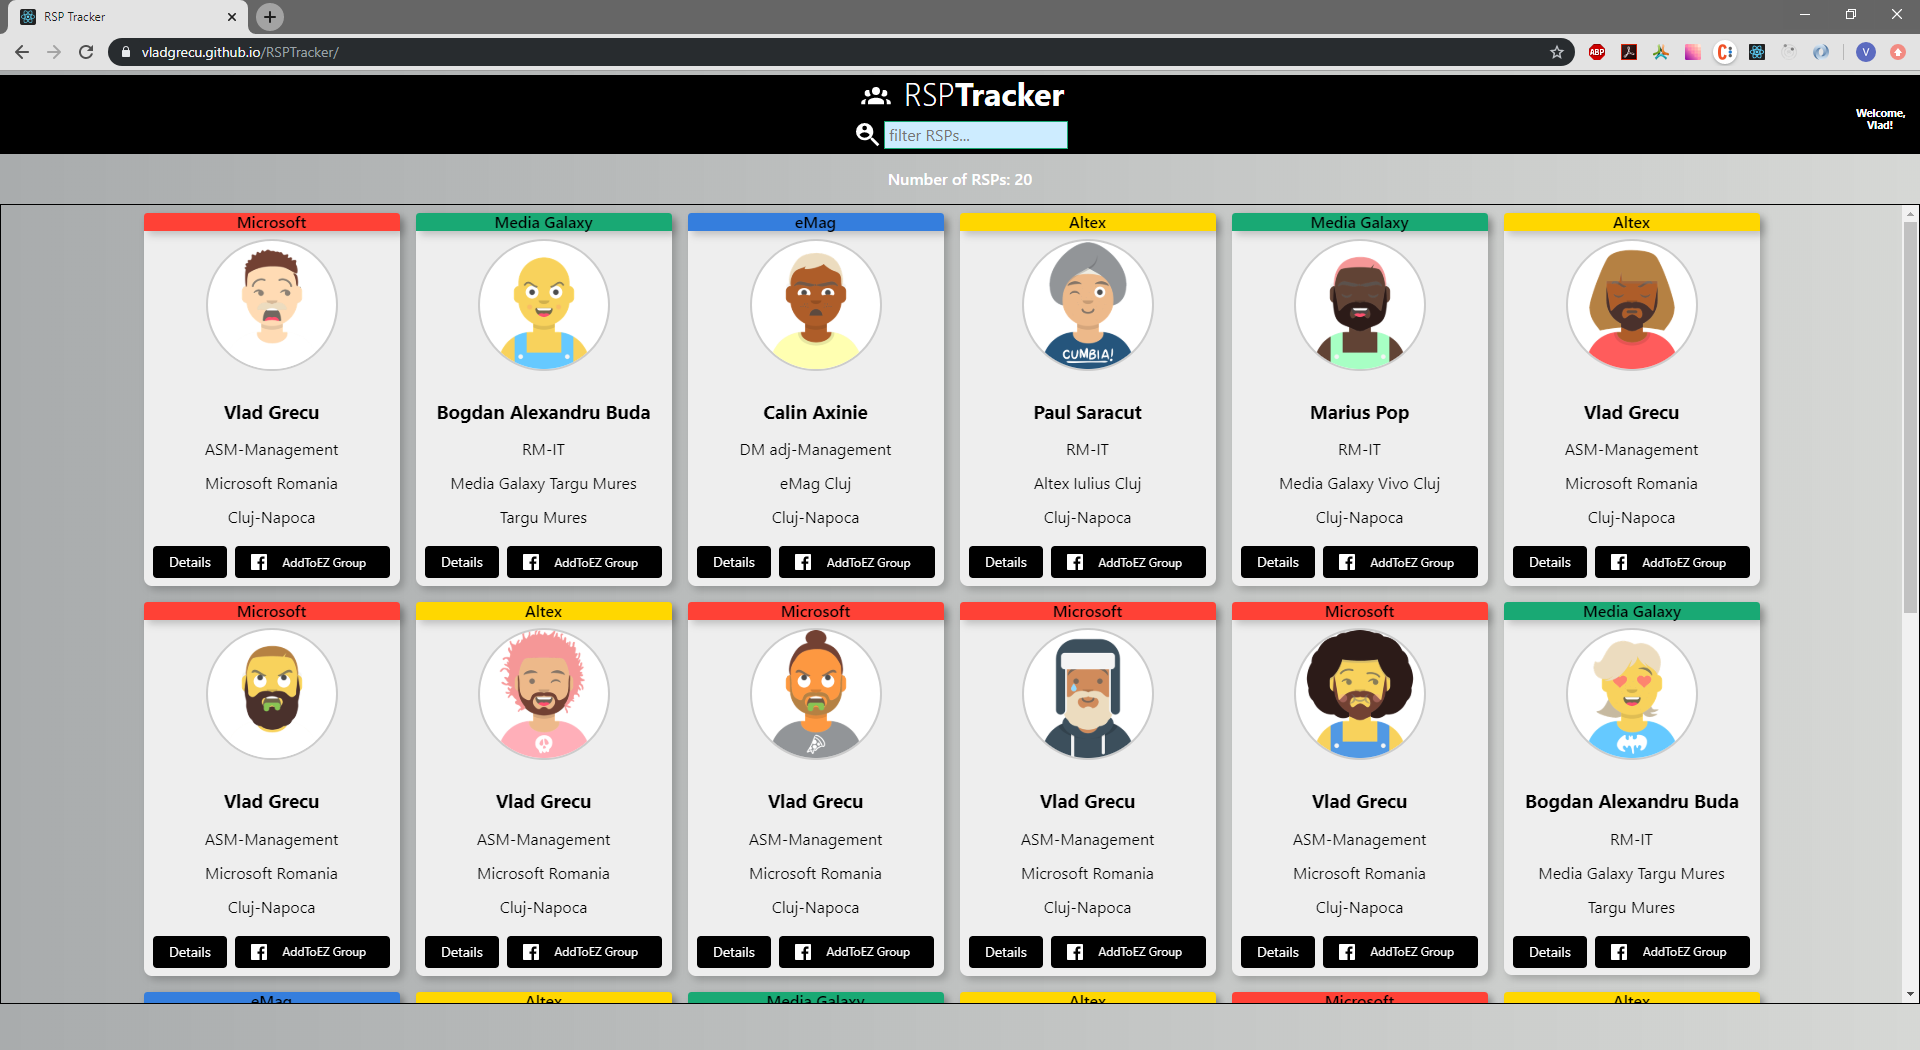 RSP Tracker
vladgrecu.github.io/RSPTracker/
ABP
C
V
RSPTracker
filter RSPs...
Welcome,
Vlad!
Number of RSPs: 20
Microsoft
Media Galaxy
eMag
Altex
Media Galaxy
Altex
CUMBIA!
Vlad Grecu
Bogdan Alexandru Buda
Calin Axinie
Paul Saracut
Marius Pop
Vlad Grecu
ASM-Management
RM-IT
DM adj-Management
RM-IT
RM-IT
ASM-Management
Microsoft Romania
Media Galaxy Targu Mures
eMag Cluj
Altex Iulius Cluj
Media Galaxy Vivo Cluj
Microsoft Romania
Cluj-Napoca
Targu Mures
Cluj-Napoca
Cluj-Napoca
Cluj-Napoca
Cluj-Napoca
Details
AddToEZ Group
Details
AddToEZ Group
Details
AddToEZ Group
Details
AddToEZ Group
Details
AddToEZ Group
Details
AddToEZ Group
Microsoft
Altex
Microsoft
Microsoft
Microsoft
Media Galaxy
Vlad Grecu
Vlad Grecu
Vlad Grecu
Vlad Grecu
Vlad Grecu
Bogdan Alexandru Buda
ASM-Management
ASM-Management
ASM-Management
ASM-Management
ASM-Management
RM-IT
Microsoft Romania
Microsoft Romania
Microsoft Romania
Microsoft Romania
Microsoft Romania
Media Galaxy Targu Mures
Cluj-Napoca
Cluj-Napoca
Cluj-Napoca
Cluj-Napoca
Cluj-Napoca
Targu Mures
Details
AddToEZ Group
Details
AddToEZ Group
Details
AddToEZ Group
Details
AddToEZ Group
Details
AddToEZ Group
Details
AddToEZ Group
eMag
Altex
Media Galaxy
Altex
Microsoft
Altex